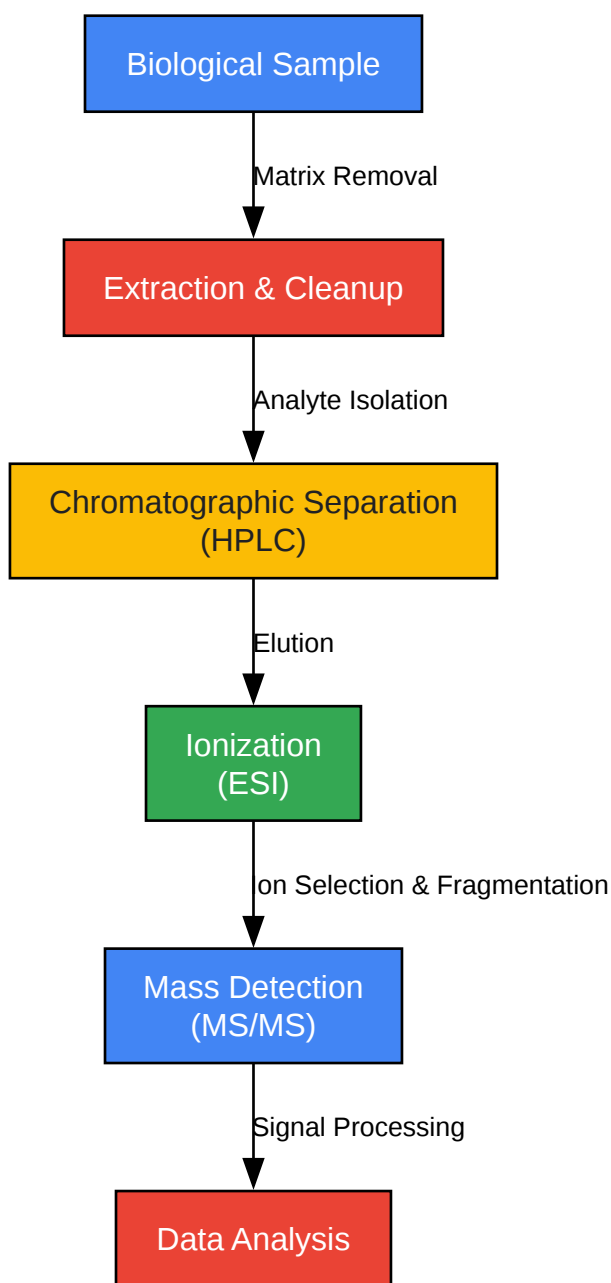 Biological Sample
Matrix Removal
Extraction & Cleanup
Analyte Isolation
Chromatographic Separation
(HPLC)
Elution
Ionization
(ESI)
Ion Selection & Fragmentation
Mass Detection
(MS/MS)
Signal Processing
Data Analysis